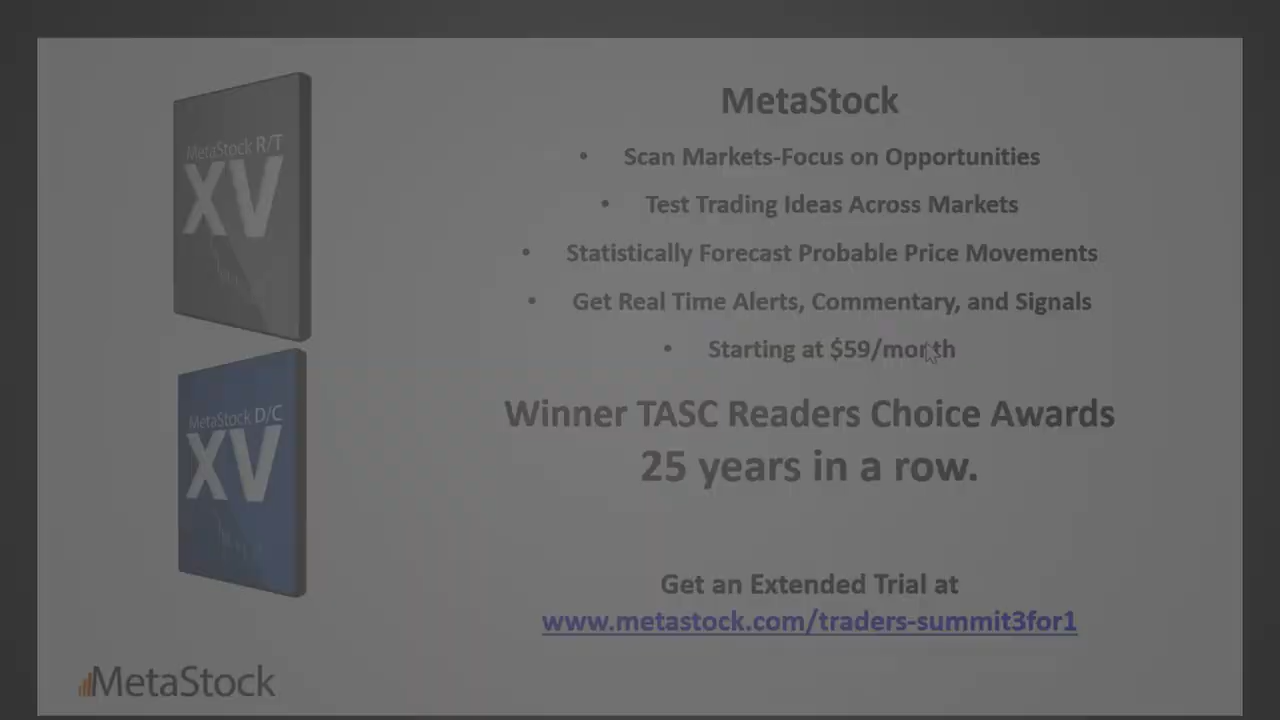 MetaStock R/T
XV
MetaStock D/C
XV
MetaStock
MetaStock
• Scan Markets-Focus on Opportunities
• Test Trading Ideas Across Markets
• Statistically Forecast Probable Price Movements
• Get Real Time Alerts, Commentary, and Signals
• Starting at $59/month
Winner TASC Readers Choice Awards
25 years in a row.
Get an Extended Trial at
www.metastock.com/traders-summit3for1